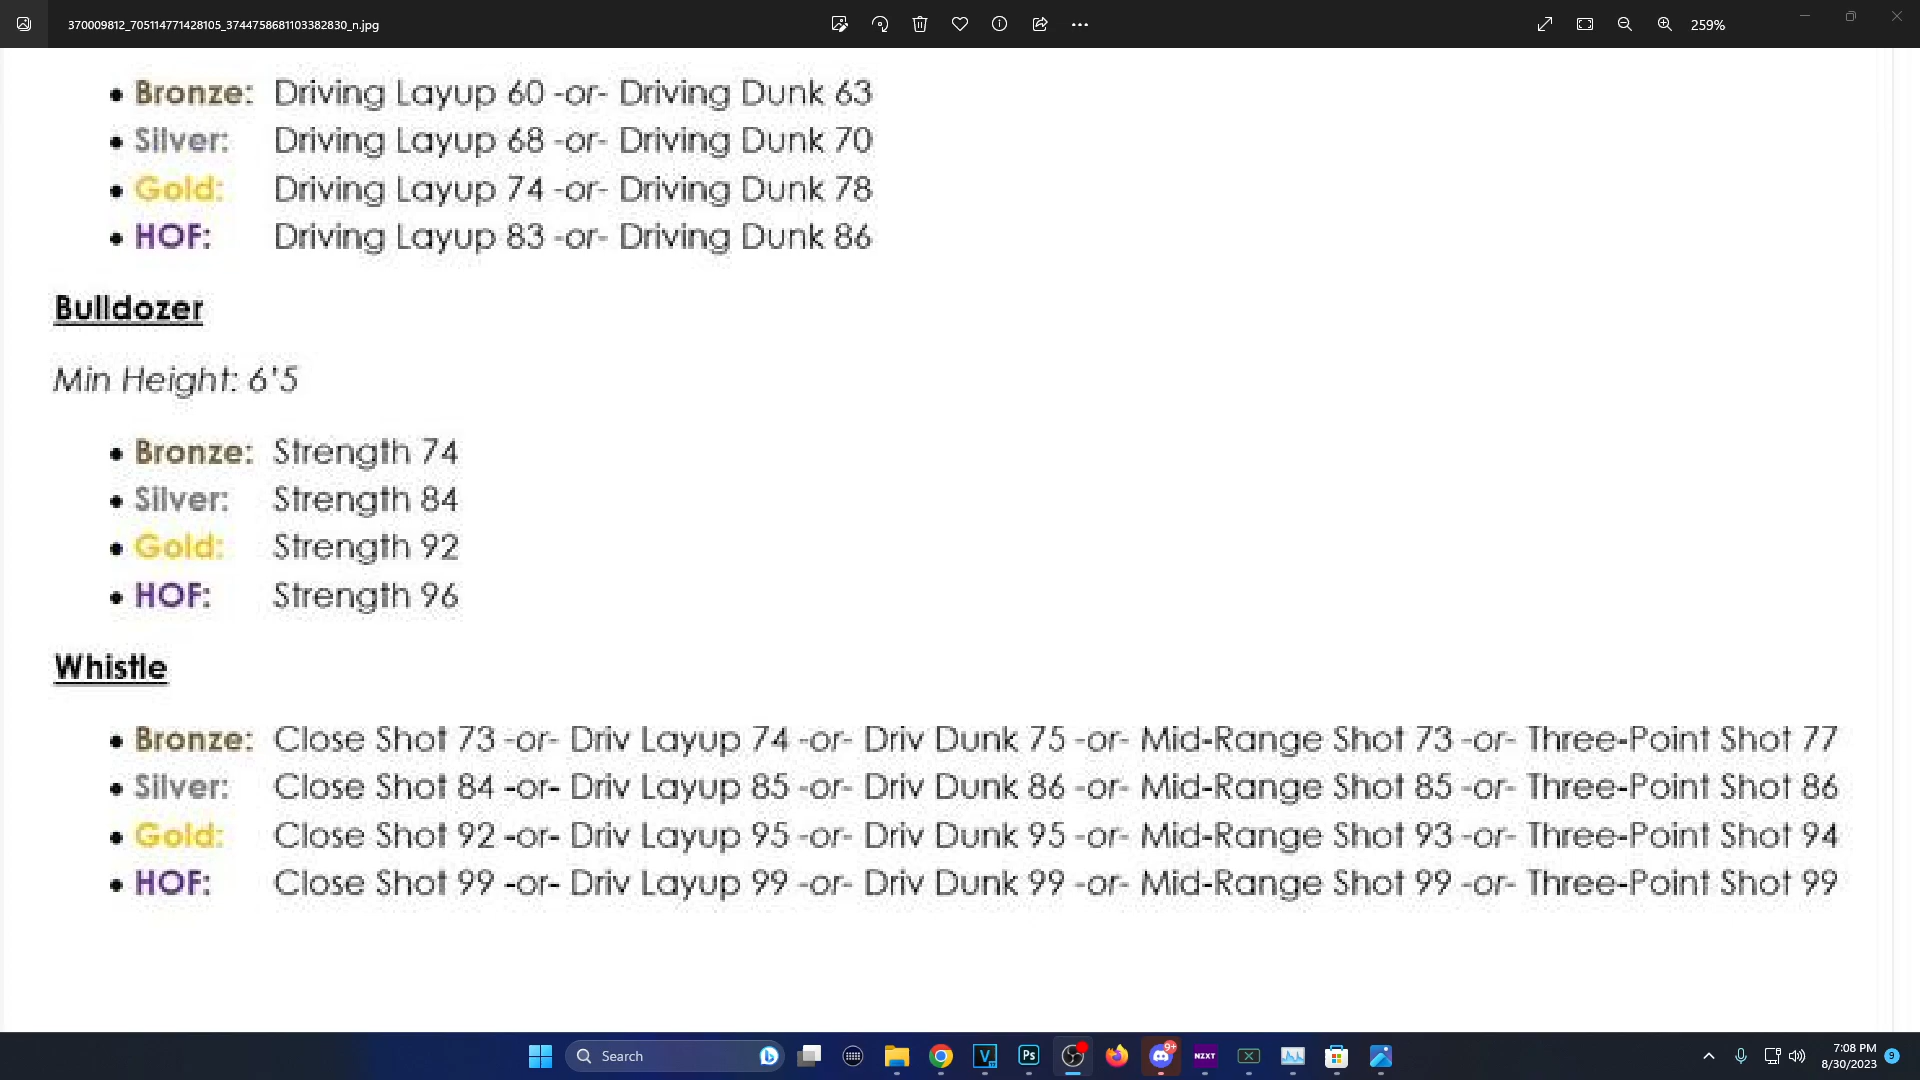 370009812_705114771428105_3744758681103382830_n.jpg
259%
• Bronze: Driving Layup 60 -or- Driving Dunk 63
• Silver: Driving Layup 68 -or- Driving Dunk 70
• Gold: Driving Layup 74 -or- Driving Dunk 78
• HOF: Driving Layup 83 -or- Driving Dunk 86
Bulldozer
Min Height: 6'5
• Bronze: Strength 74
• Silver: Strength 84
• Gold: Strength 92
• HOF: Strength 96
Whistle
• Bronze: Close Shot 73 -or- Driv Layup 74 -or- Driv Dunk 75 -or- Mid-Range Shot 73 -or- Three-Point Shot 77
• Silver: Close Shot 84 -or- Driv Layup 85 -or- Driv Dunk 86 -or- Mid-Range Shot 85 -or- Three-Point Shot 86
• Gold: Close Shot 92 -or- Driv Layup 95 -or- Driv Dunk 95 -or- Mid-Range Shot 93 -or- Three-Point Shot 94
• HOF: Close Shot 99 -or- Driv Layup 99 -or- Driv Dunk 99 -or- Mid-Range Shot 99 -or- Three-Point Shot 99
Search
V
Ps
9+
NZXT
7:08 PM
8/30/2023
9